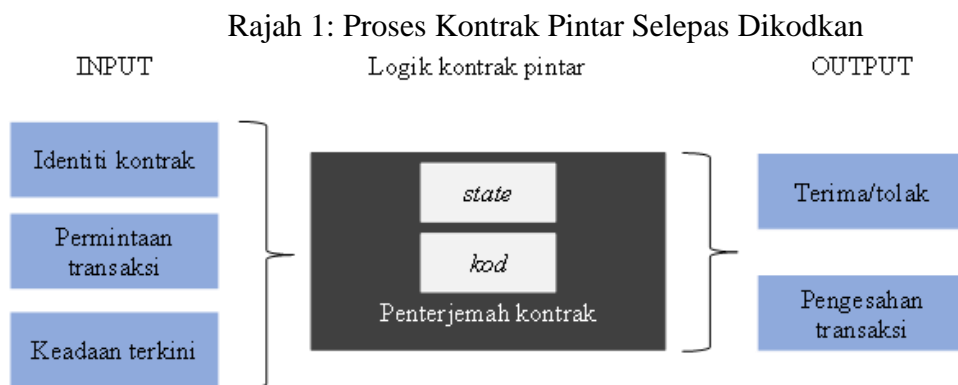 Rajah 1: Proses Kontrak Pintar Selepas Dikodkan
INPUT
Logik kontrak pintar
OUTPUT
Identiti kontrak
Permintaan
transaksi
Keadaan terkini
state
kod
Penterjemah kontrak
Terima/tolak
Pengesahan
transaksi